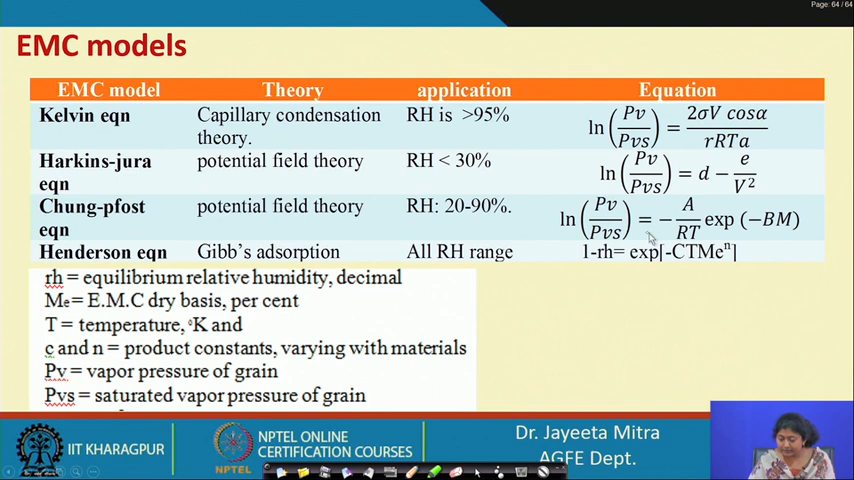 Page: 64 / 64
EMC models
EMC model Theory application Equation
Kelvin eqn Capillary condensation theory. RH is >95% ln(Pv/Pvs) = 2σV cosα/rRTa
Harkins-jura eqn potential field theory RH < 30% ln(Pv/Pvs) = d − e/V²
Chung-pfost eqn potential field theory RH: 20-90%. ln(Pv/Pvs) = −A/RT exp (−BM)
Henderson eqn Gibb's adsorption All RH range 1-rh= exp[-CTMeⁿ]
rh = equilibrium relative humidity, decimal
Me = E.M.C dry basis, per cent
T = temperature, °K and
c and n = product constants, varying with materials
Pv = vapor pressure of grain
Pvs = saturated vapor pressure of grain
IIT KHARAGPUR
NPTEL
NPTEL ONLINE
CERTIFICATION COURSES
Dr. Jayeeta Mitra
AGFE Dept.